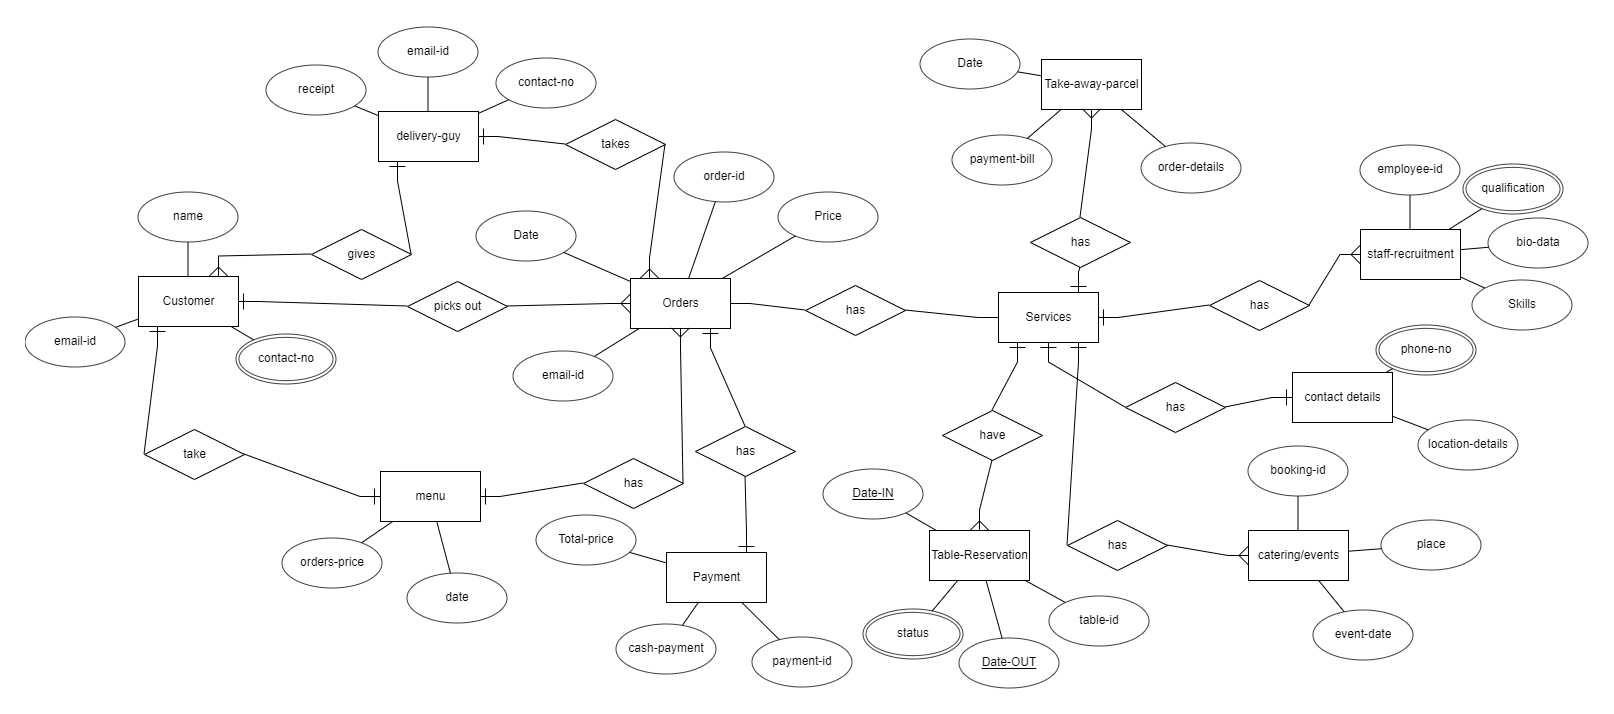 email-id
Date
receipt
contact-no
Take-away-parcel
delivery-guy
takes
payment-bill
order-details
employee-id
order-id
qualification
name
Price
Date
has
bio-data
gives
staff-recruitment
Customer
picks out
Orders
has
Services
has
Skills
email-id
contact-no
email-id
phone-no
contact details
has
have
location-details
take
has
booking-id
menu
has
Date-IN
Total-price
Table-Reservation
has
catering/events
place
orders-price
Payment
date
table-id
status
event-date
cash-payment
payment-id
Date-OUT